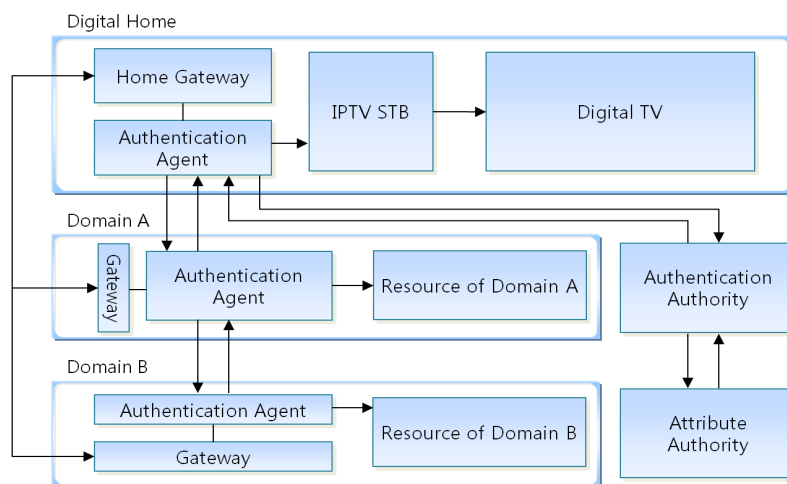 Digital Home
Home Gateway
IPTV STB
Digital TV
Authentication
Agent
Domain A
Gateway
Authentication
Agent
Resource of Domain A
Authentication
Authority
Domain B
Authentication Agent
Gateway
Resource of Domain B
Attribute
Authority